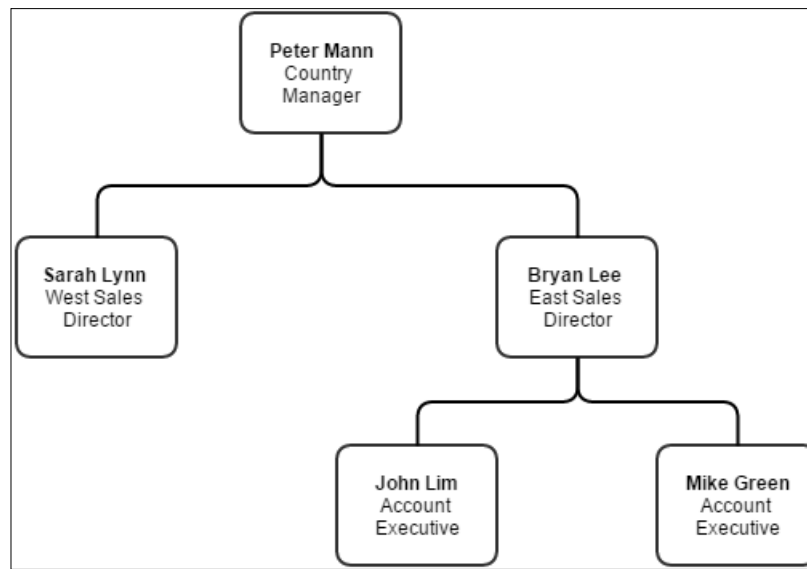 Peter Mann
Country
Manager
Sarah Lynn
West Sales
Director
Bryan Lee
East Sales
Director
John Lim
Account
Executive
Mike Green
Account
Executive